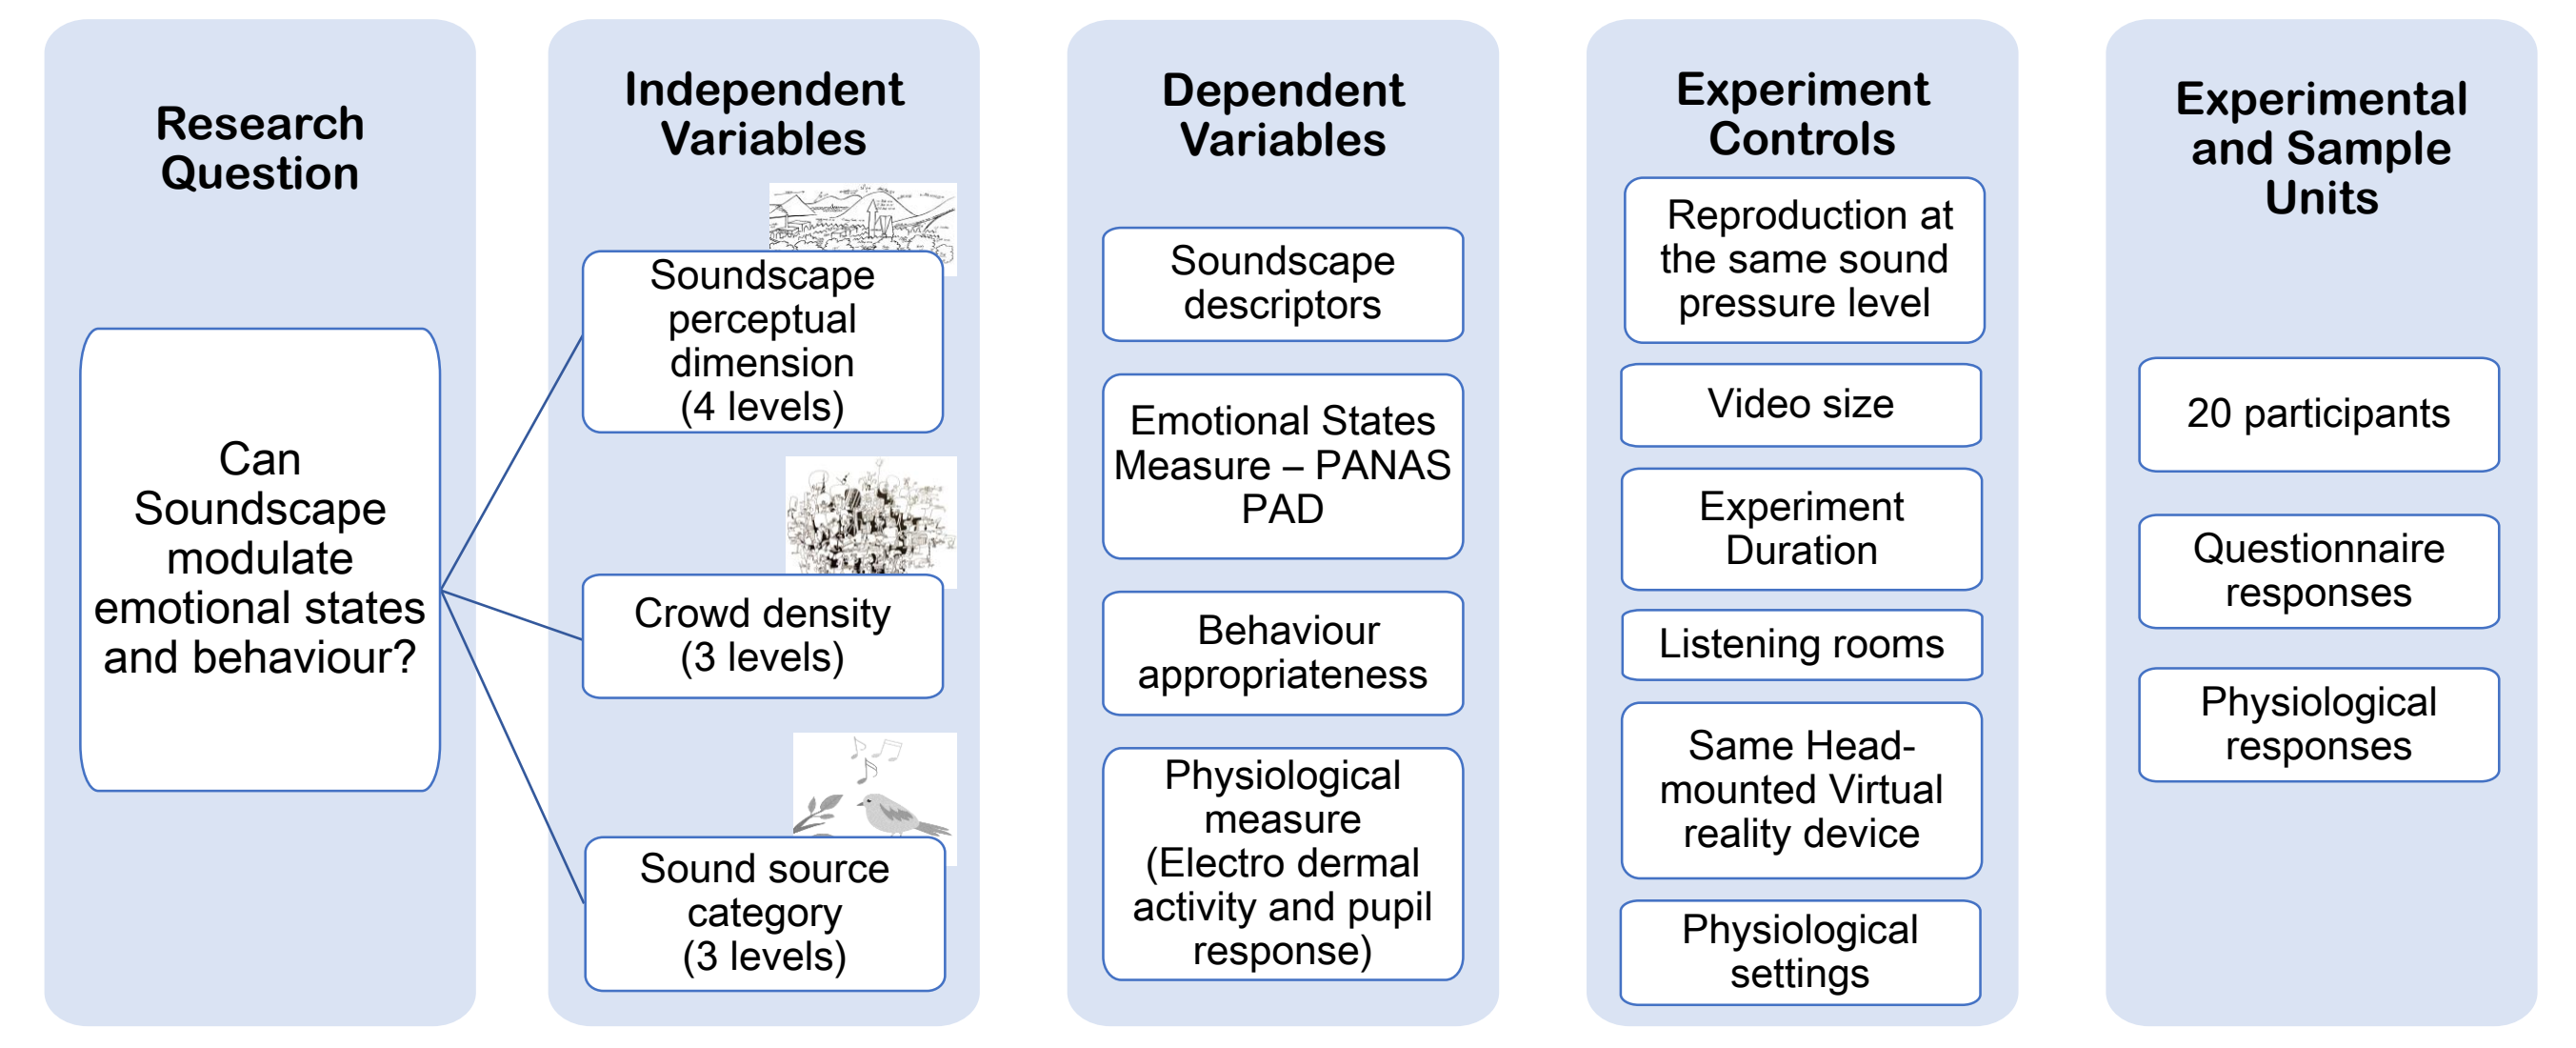 Research
Question
Can
Soundscape
modulate
emotional states
and behaviour?
Independent
Variables
Soundscape
perceptual
dimension
(4 levels)
Crowd density
(3 levels)
Sound source
category
(3 levels)
Dependent
Variables
Soundscape
descriptors
Emotional States
Measure – PANAS
PAD
Behaviour
appropriateness
Physiological
measure
(Electro dermal
activity and pupil
response)
Experiment
Controls
Reproduction at
the same sound
pressure level
Video size
Experiment
Duration
Listening rooms
Same Head-
mounted Virtual
reality device
Physiological
settings
Experimental
and Sample
Units
20 participants
Questionnaire
responses
Physiological
responses